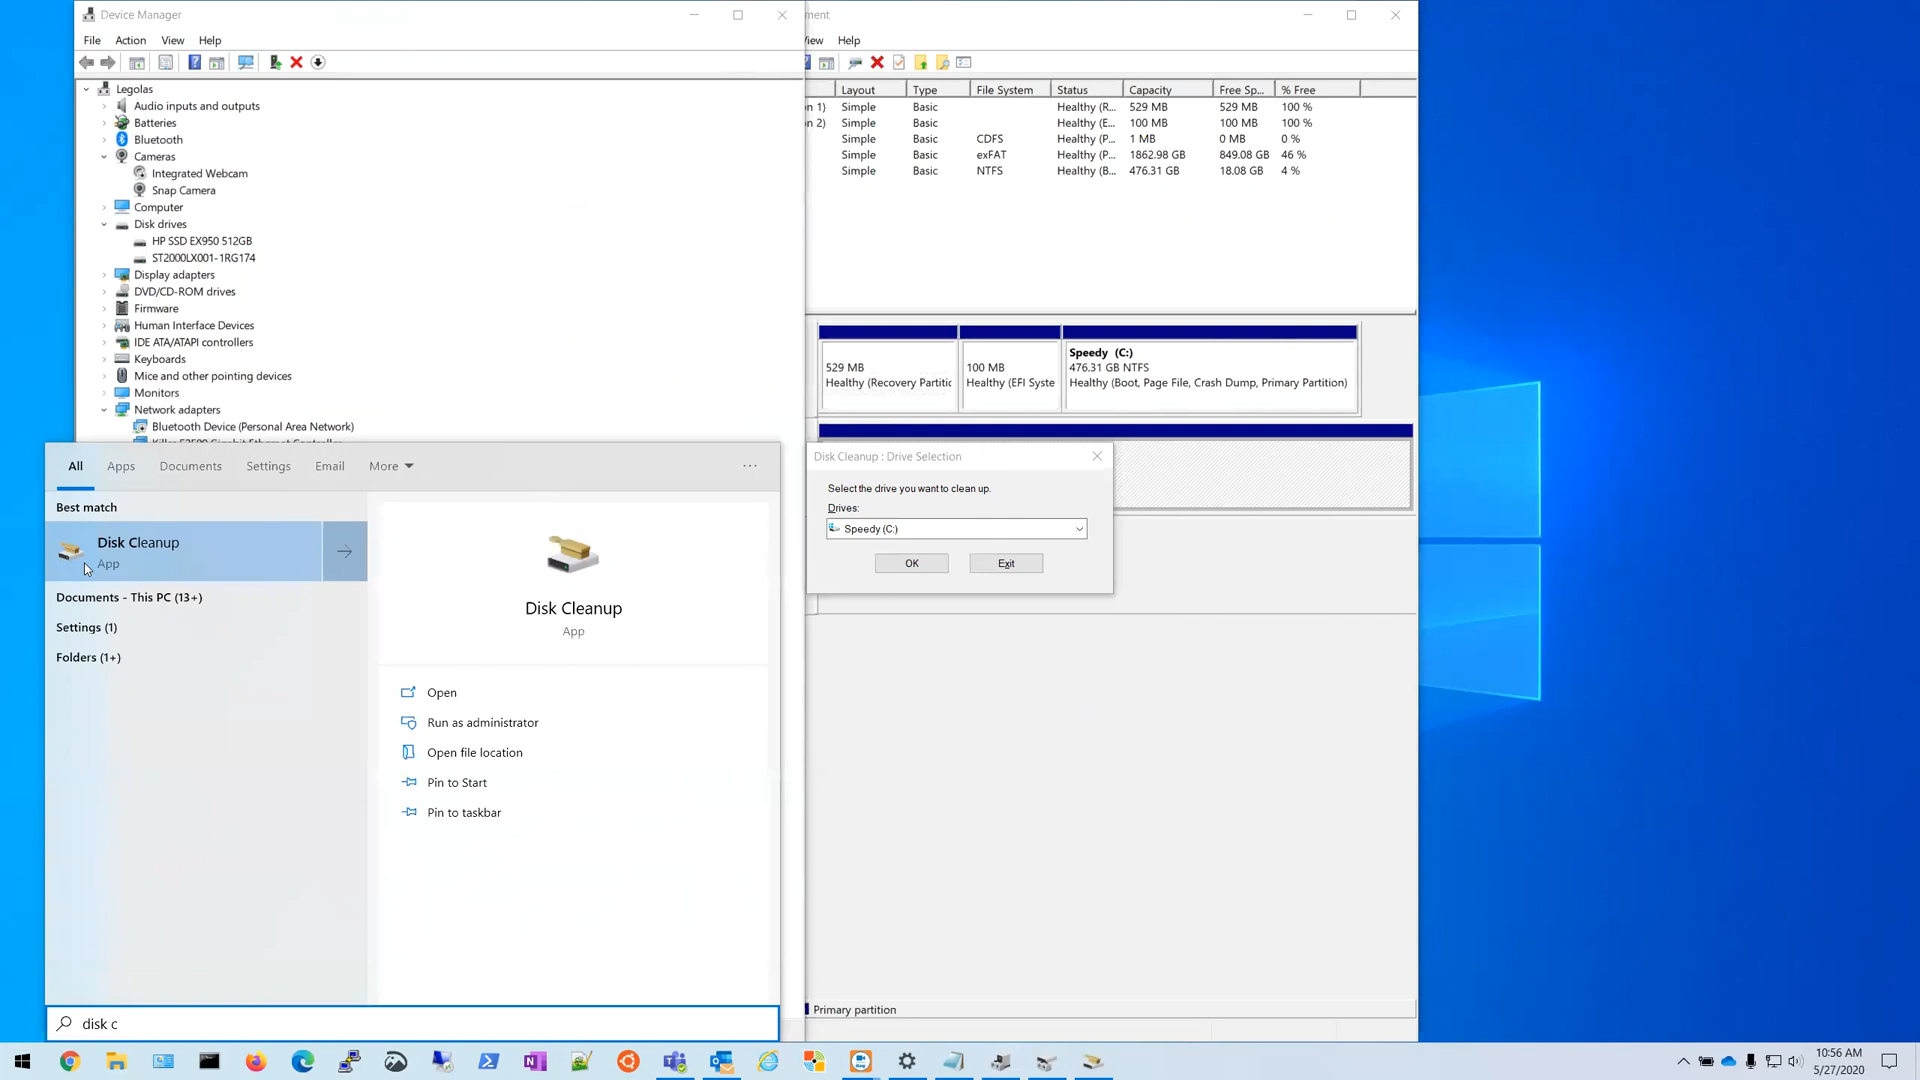 Device Manager
File Action View Help
Legolas
Audio inputs and outputs
Batteries
Bluetooth
Cameras
Integrated Webcam
Snap Camera
Computer
Disk drives
HP SSD EX950 512GB
ST2000LX001-1RG174
Display adapters
DVD/CD-ROM drives
Firmware
Human Interface Devices
IDE ATA/ATAPI controllers
Keyboards
Mice and other pointing devices
Monitors
Network adapters
Bluetooth Device (Personal Area Network)
ment
View Help
Layout Type File System Status Capacity Free Sp... % Free
n 1) Simple Basic Healthy (R... 529 MB 529 MB 100 %
n 2) Simple Basic Healthy (E... 100 MB 100 MB 100 %
Simple Basic CDFS Healthy (P... 1 MB 0 MB 0 %
Simple Basic exFAT Healthy (P... 1862.98 GB 849.08 GB 46 %
Simple Basic NTFS Healthy (B... 476.31 GB 18.08 GB 4 %
529 MB
Healthy (Recovery Partitic
100 MB
Healthy (EFI Syste
Speedy (C:)
476.31 GB NTFS
Healthy (Boot, Page File, Crash Dump, Primary Partition)
Disk Cleanup : Drive Selection
Select the drive you want to clean up.
Drives:
Speedy (C:)
OK Exit
Primary partition
All Apps Documents Settings Email More
Best match
Disk Cleanup
App
Documents - This PC (13+)
Settings (1)
Folders (1+)
Disk Cleanup
App
Open
Run as administrator
Open file location
Pin to Start
Pin to taskbar
disk c
10:56 AM
5/27/2020